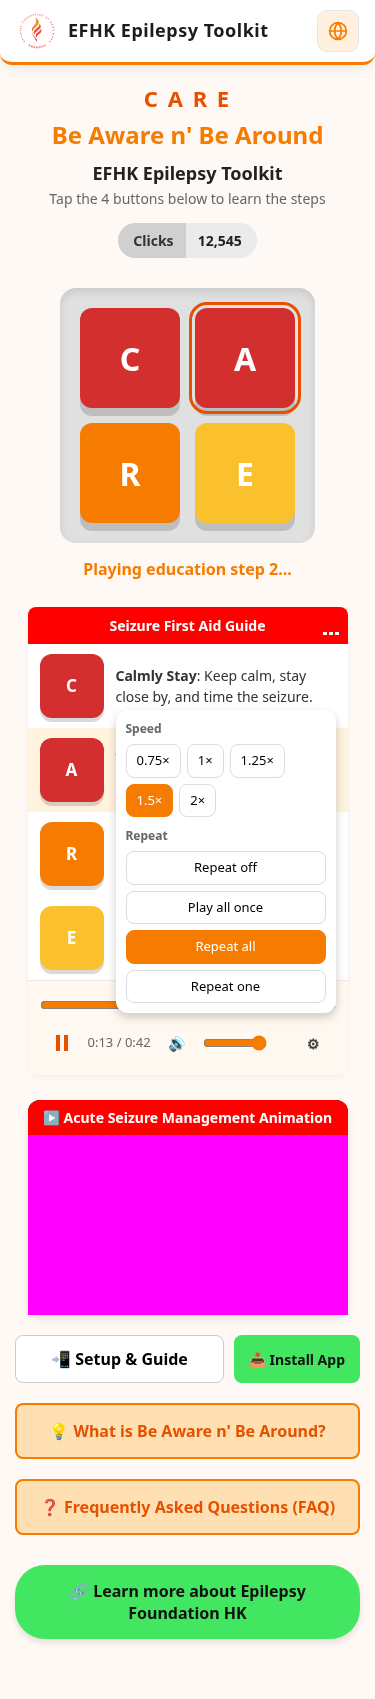 EFHK Epilepsy Toolkit
CARE
Be Aware n' Be Around
EFHK Epilepsy Toolkit
Tap the 4 buttons below to learn the steps
Clicks 12,545
C A
R E
Playing education step 2...
Seizure First Aid Guide ...
C
Calmly Stay: Keep calm, stay
close by, and time the seizure.
A
R
E
Speed
0.75× 1× 1.25×
1.5× 2×
Repeat
Repeat off
Play all once
Repeat all
Repeat one
0:13 / 0:42
Acute Seizure Management Animation
Setup & Guide
Install App
What is Be Aware n' Be Around?
Frequently Asked Questions (FAQ)
Learn more about Epilepsy
Foundation HK